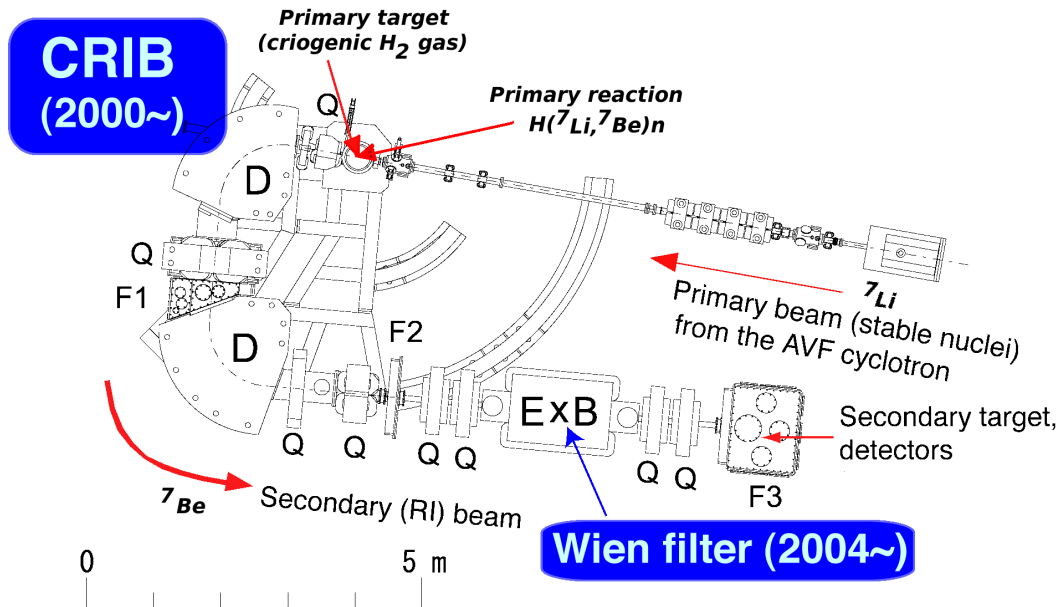 CRIB
(2000~)
Primary target
(criogenic H2 gas)
Primary reaction
H(7Li,7Be)n
Q
D
Q
F1
D
F2
7Li
Primary beam (stable nuclei)
from the AVF cyclotron
ExB
Secondary target,
detectors
Q
Q
Q
Q
Q
Q
F3
7Be
Secondary (RI) beam
Wien filter (2004~)
0
5 m